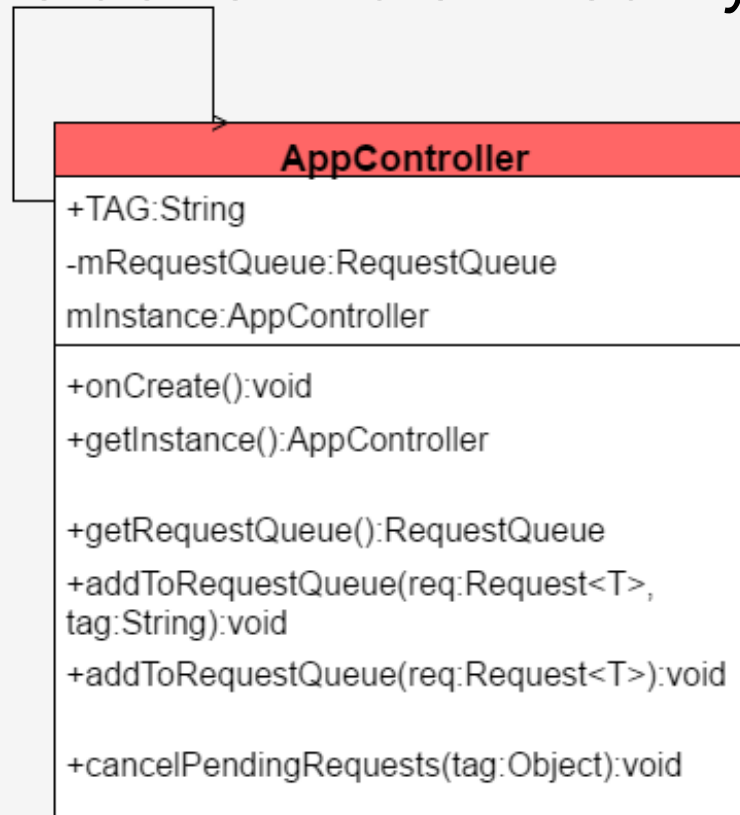 AppController
+TAG:String
-mRequestQueue:RequestQueue
mInstance:AppController
+onCreate():void
+getInstance():AppController
+getRequestQueue():RequestQueue
+addToRequestQueue(req:Request<T>,
tag:String):void
+addToRequestQueue(req:Request<T>):void
+cancelPendingRequests(tag:Object):void